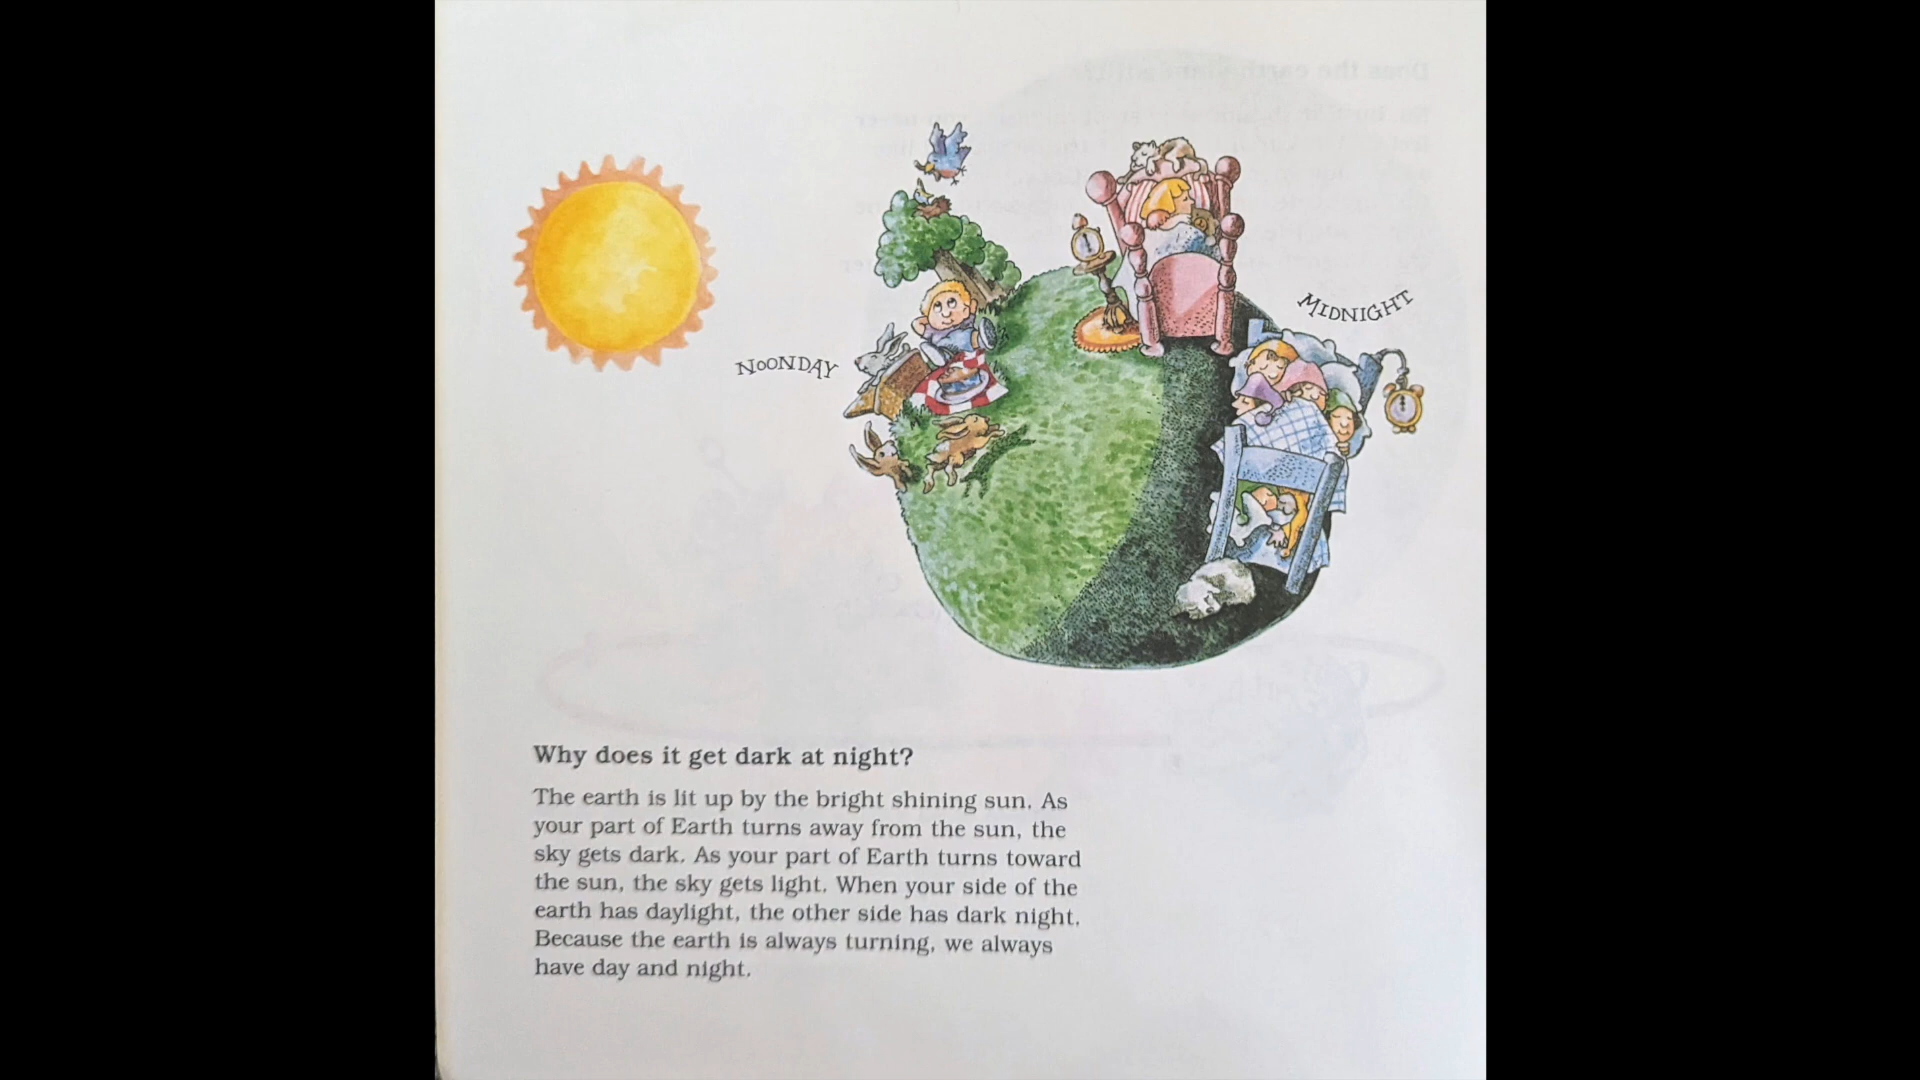 NOONDAY
MIDNIGHT
Why does it get dark at night?
The earth is lit up by the bright shining sun. As
your part of Earth turns away from the sun, the
sky gets dark. As your part of Earth turns toward
the sun, the sky gets light. When your side of the
earth has daylight, the other side has dark night.
Because the earth is always turning, we always
have day and night.